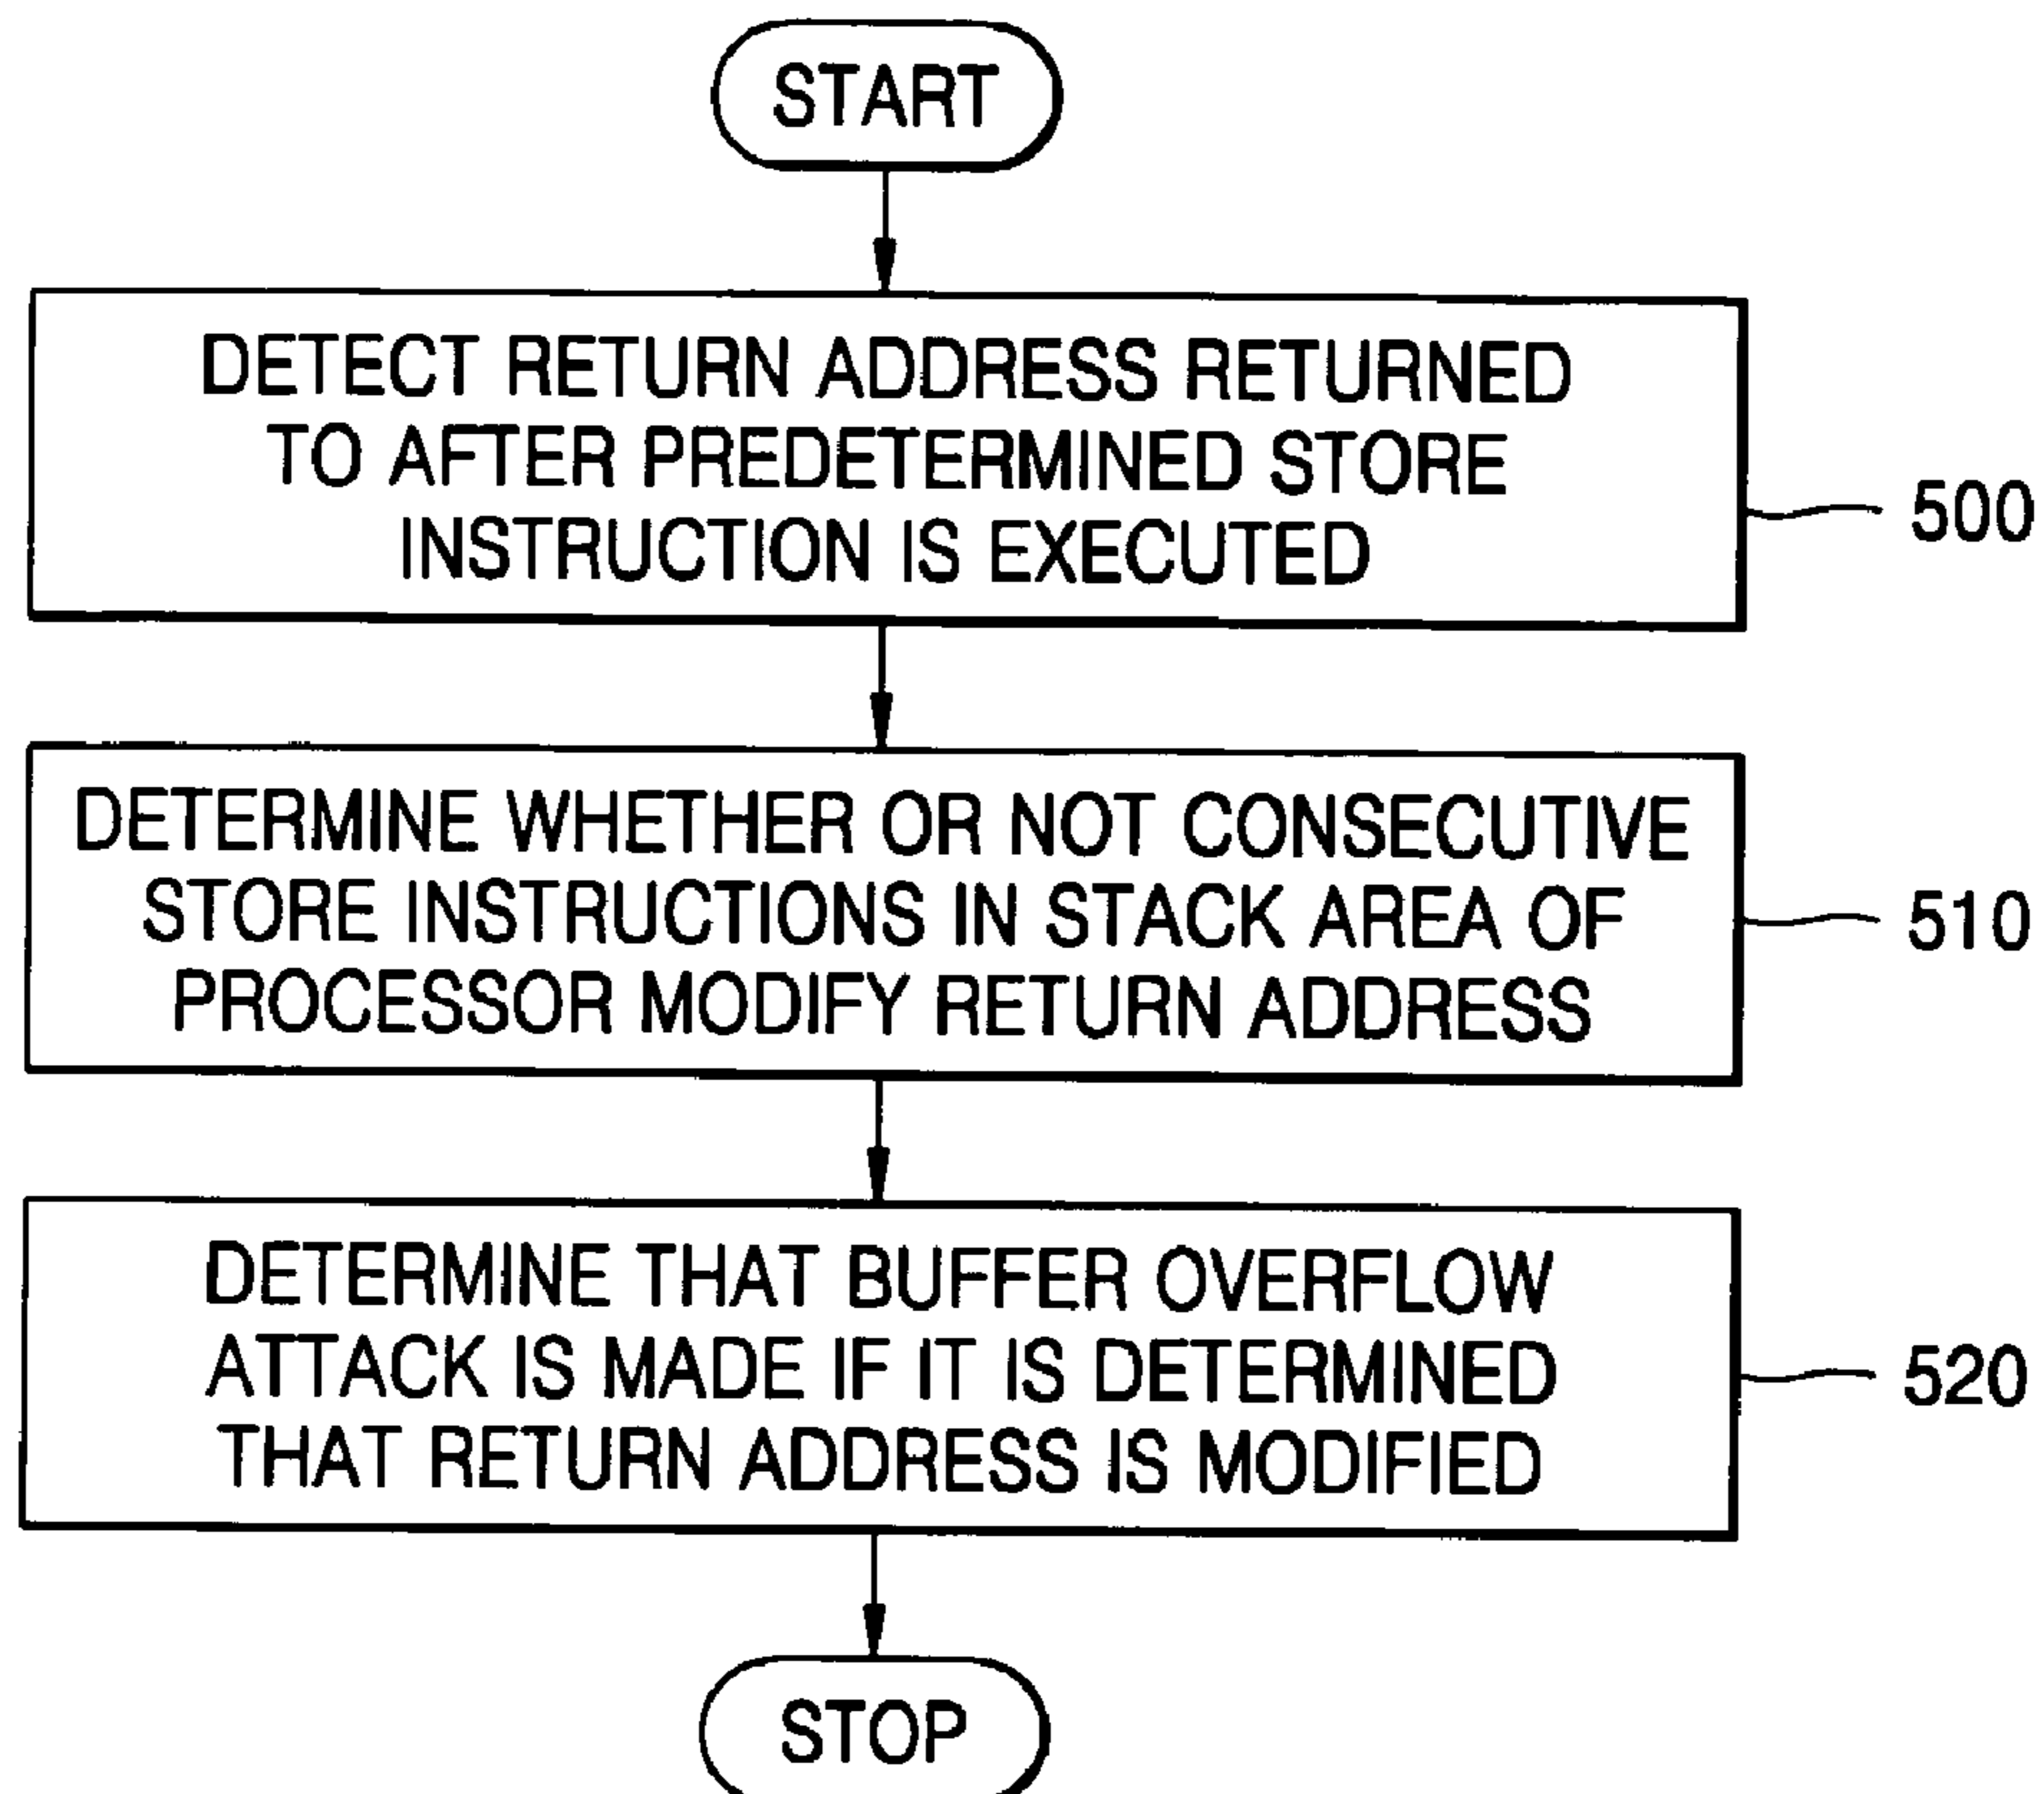 START
DETECT RETURN ADDRESS RETURNED
TO AFTER PREDETERMINED STORE
INSTRUCTION IS EXECUTED
500
DETERMINE WHETHER OR NOT CONSECUTIVE
STORE INSTRUCTIONS IN STACK AREA OF
PROCESSOR MODIFY RETURN ADDRESS
510
DETERMINE THAT BUFFER OVERFLOW
ATTACK IS MADE IF IT IS DETERMINED
THAT RETURN ADDRESS IS MODIFIED
520
STOP